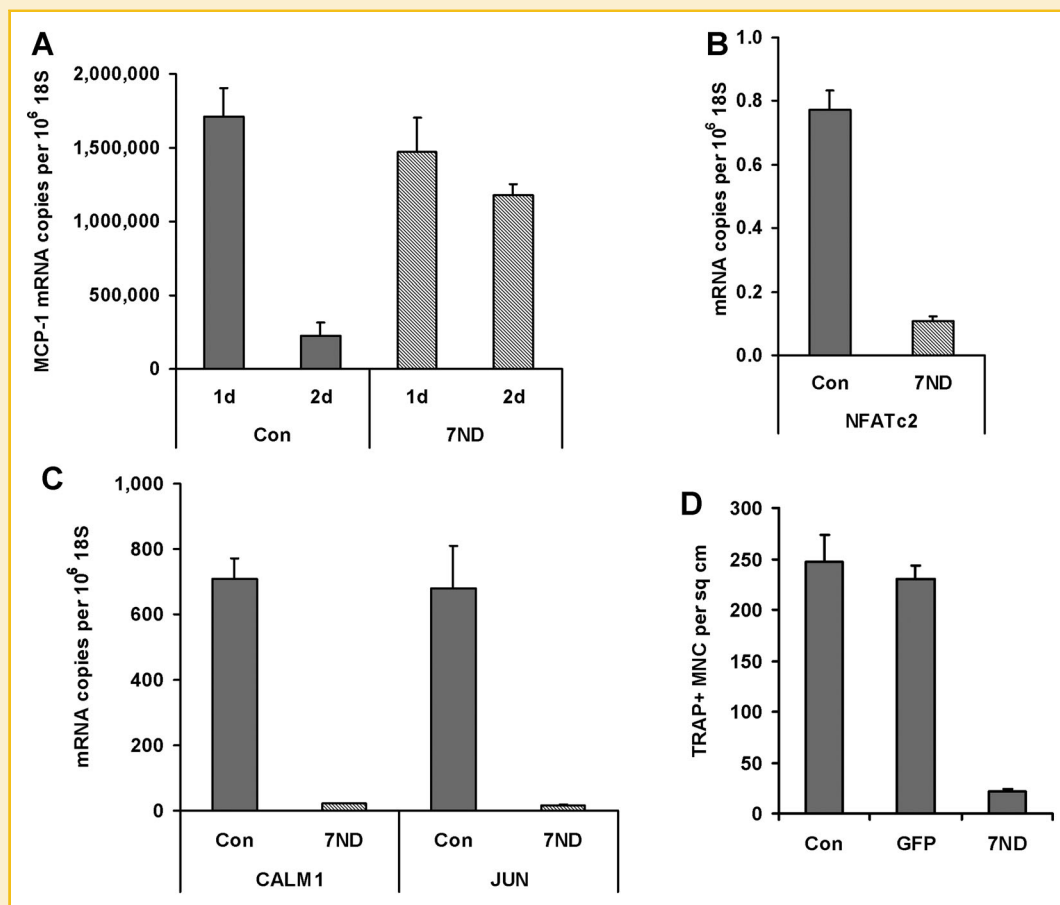 A
MCP-1 mRNA copies per 10⁶ 18S
2,000,000
1,500,000
1,000,000
500,000
0
1d 2d 1d 2d
Con 7ND
B
mRNA copies per 10⁶ 18S
1.0
0.8
0.6
0.4
0.2
0.0
Con 7ND
NFATc2
C
mRNA copies per 10⁶ 18S
1,000
800
600
400
200
0
Con 7ND Con 7ND
CALM1 JUN
D
TRAP+ MNC per sq cm
300
250
200
150
100
50
0
Con GFP 7ND